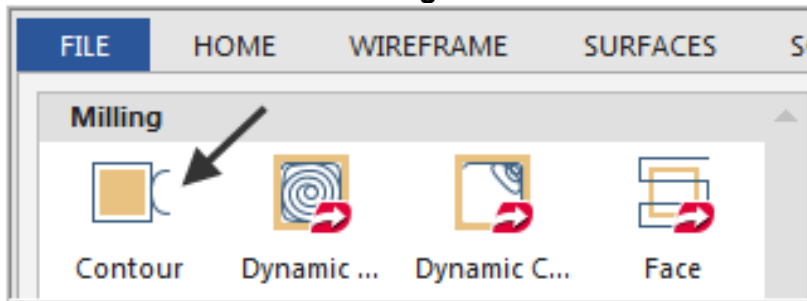 FILE HOME WIREFRAME SURFACES
Milling
Contour Dynamic ... Dynamic C... Face